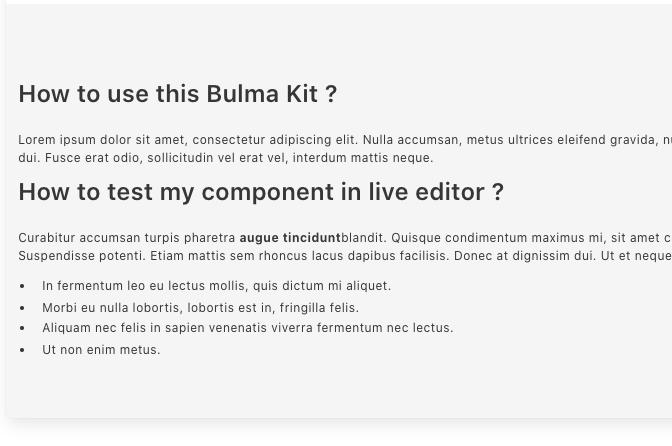 How to use this Bulma Kit ?
Lorem ipsum dolor sit amet, consectetur adipiscing elit. Nulla accumsan, metus ultrices eleifend gravida,
dui. Fusce erat odio, sollicitudin vel erat vel, interdum mattis neque.
How to test my component in live editor ?
Curabitur accumsan turpis pharetra augue tinciduntblandit. Quisque condimentum maximus mi, sit amet
Suspendisse potenti. Etiam mattis sem rhoncus lacus dapibus facilisis. Donec at dignissim dui. Ut et neque
• In fermentum leo eu lectus mollis, quis dictum mi aliquet.
• Morbi eu nulla lobortis, lobortis est in, fringilla felis.
• Aliquam nec felis in sapien venenatis viverra fermentum nec lectus.
• Ut non enim metus.